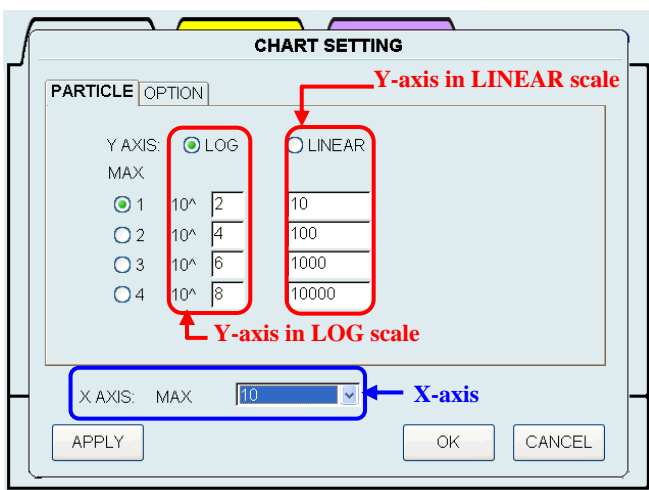 CHART SETTING
Y-axis in LINEAR scale
PARTICLE OPTION
Y AXIS: LOG LINEAR
MAX
1 10^ 2 10
2 10^ 4 100
3 10^ 6 1000
4 10^ 8 10000
Y-axis in LOG scale
X AXIS: MAX 10 X-axis
APPLY OK CANCEL